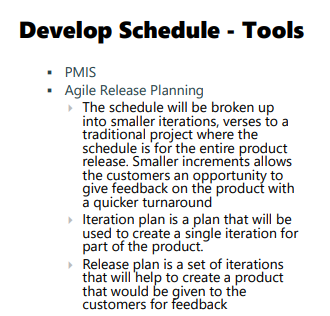 Develop Schedule - Tools
▪ PMIS
▪ Agile Release Planning
The schedule will be broken up
into smaller iterations, verses to a
traditional project where the
schedule is for the entire product
release. Smaller increments allows
the customers an opportunity to
give feedback on the product with
a quicker turnaround
Iteration plan is a plan that will be
used to create a single iteration for
part of the product.
Release plan is a set of iterations
that will help to create a product
that would be given to the
customers for feedback